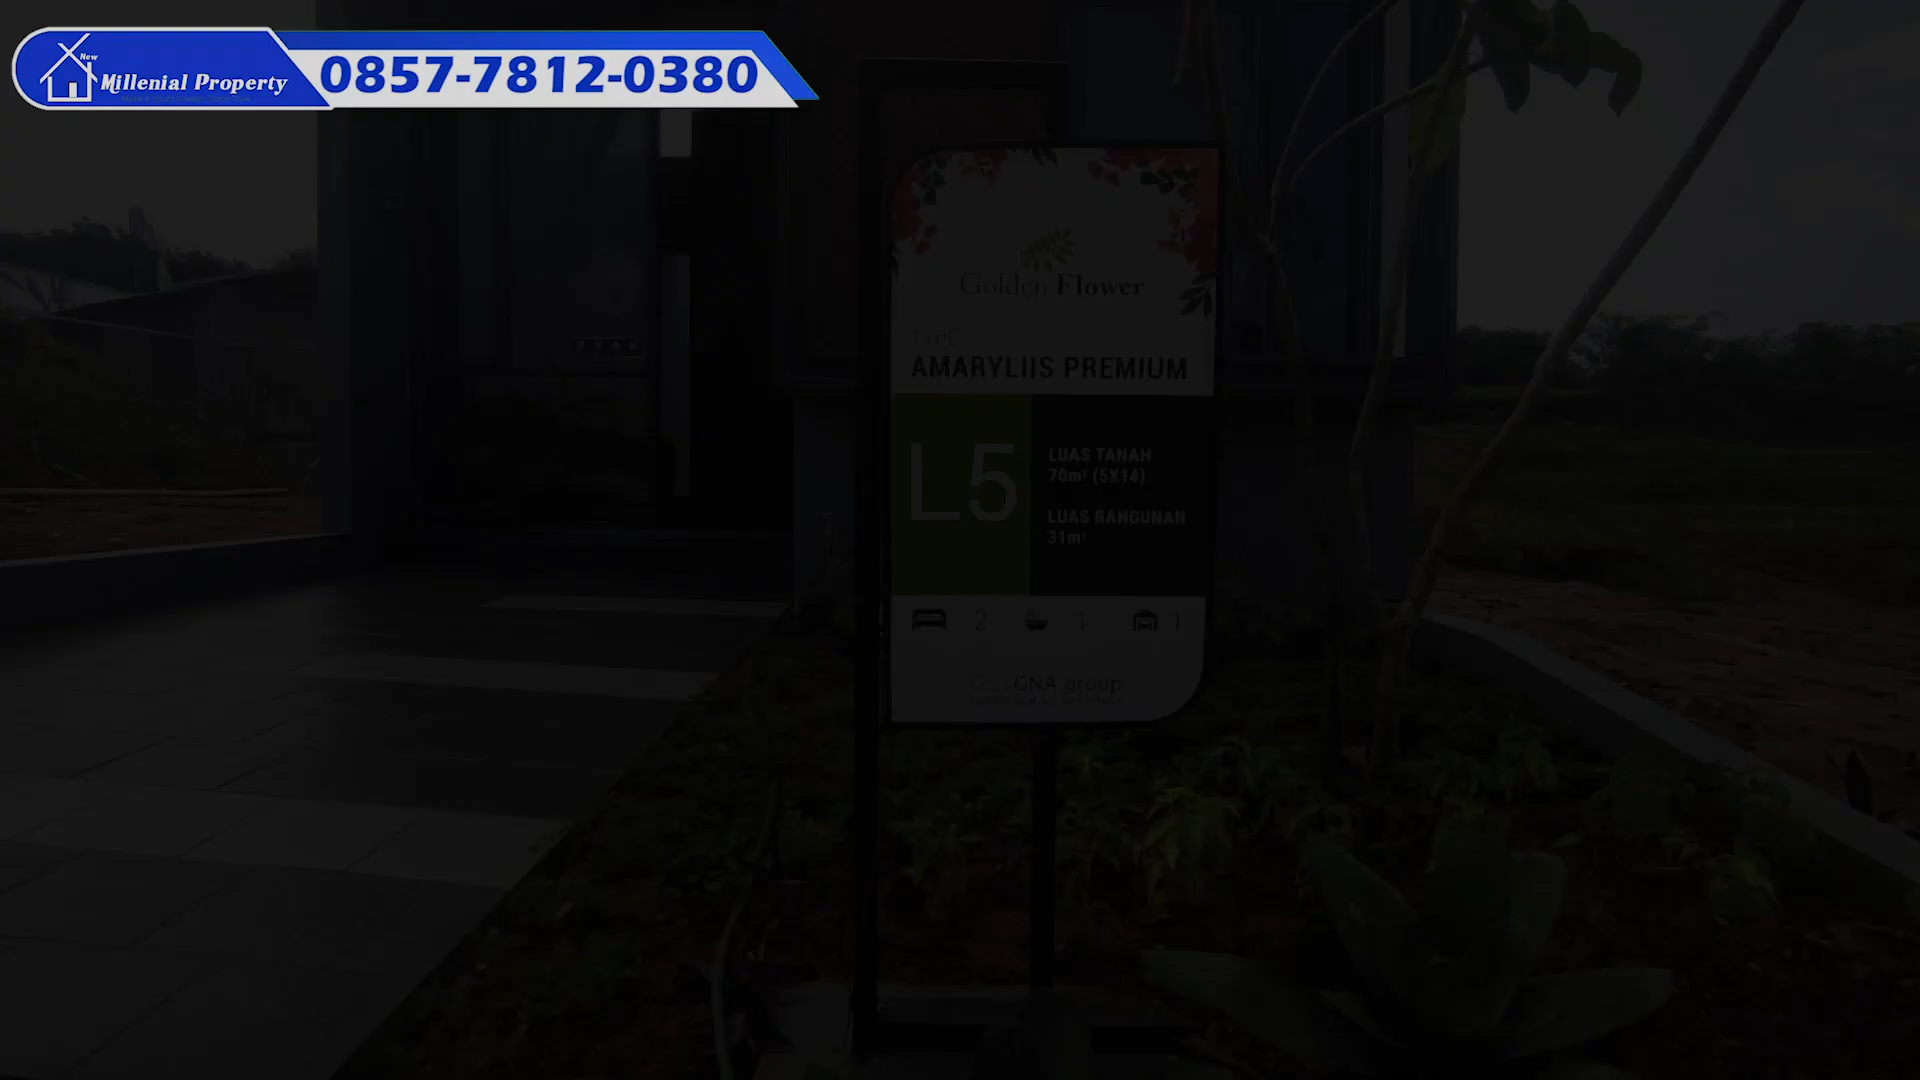 New
Millenial Property
0857-7812-0380
Golden Flower
TYPE
AMARYLIIS PREMIUM
L5
LUAS TANAH
70m² (5X14)
LUAS BANGUNAN
31m²
2 1 1
GNA group